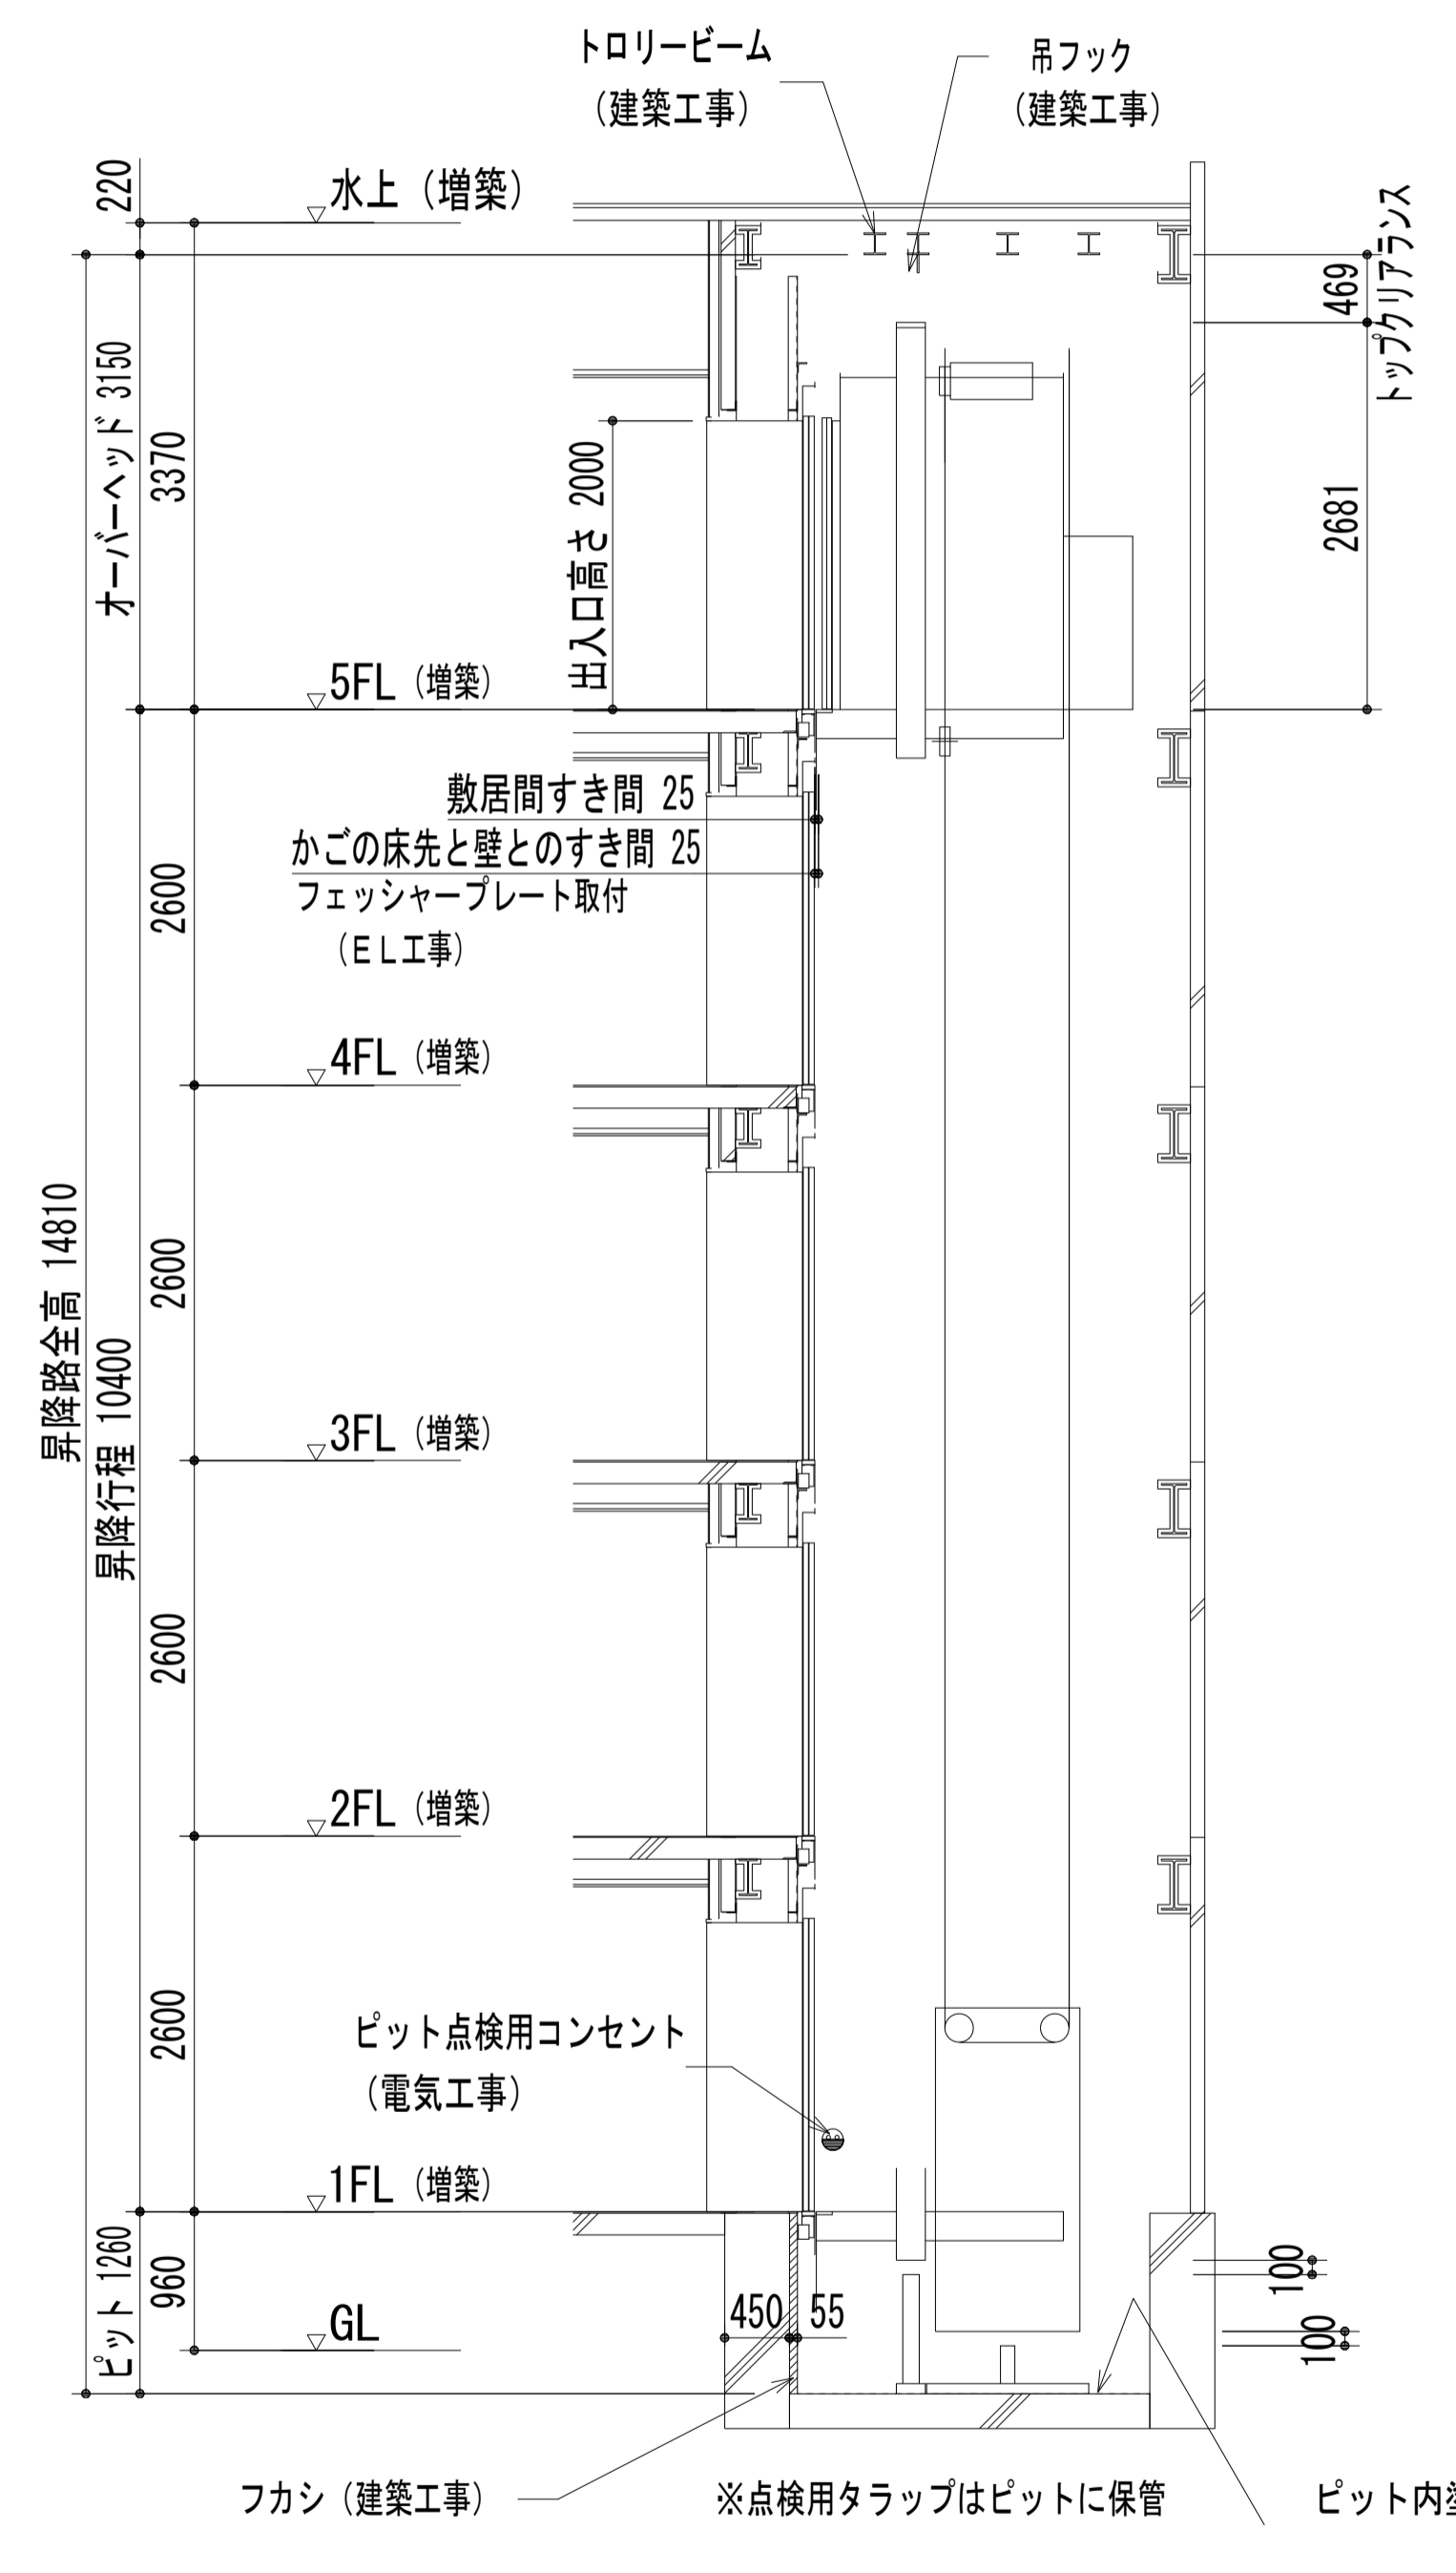 トロリービーム
（建築工事）
吊フック
（建築工事）
220
水上（増築）
469
トップクリアランス
オーバーヘッド 3150
3370
出入口高さ 2000
2681
5FL（増築）
敷居間すき間 25
かごの床先と壁とのすき間 25
フェッシャープレート取付
（ＥＬ工事）
2600
4FL（増築）
昇降路全高 14810
昇降行程 10400
2600
3FL（増築）
2600
2FL（増築）
2600
ピット点検用コンセント
（電気工事）
1FL（増築）
ピット 1260
960
GL
450
55
100
100
フカシ（建築工事）
※点検用タラップはピットに保管
ピット内